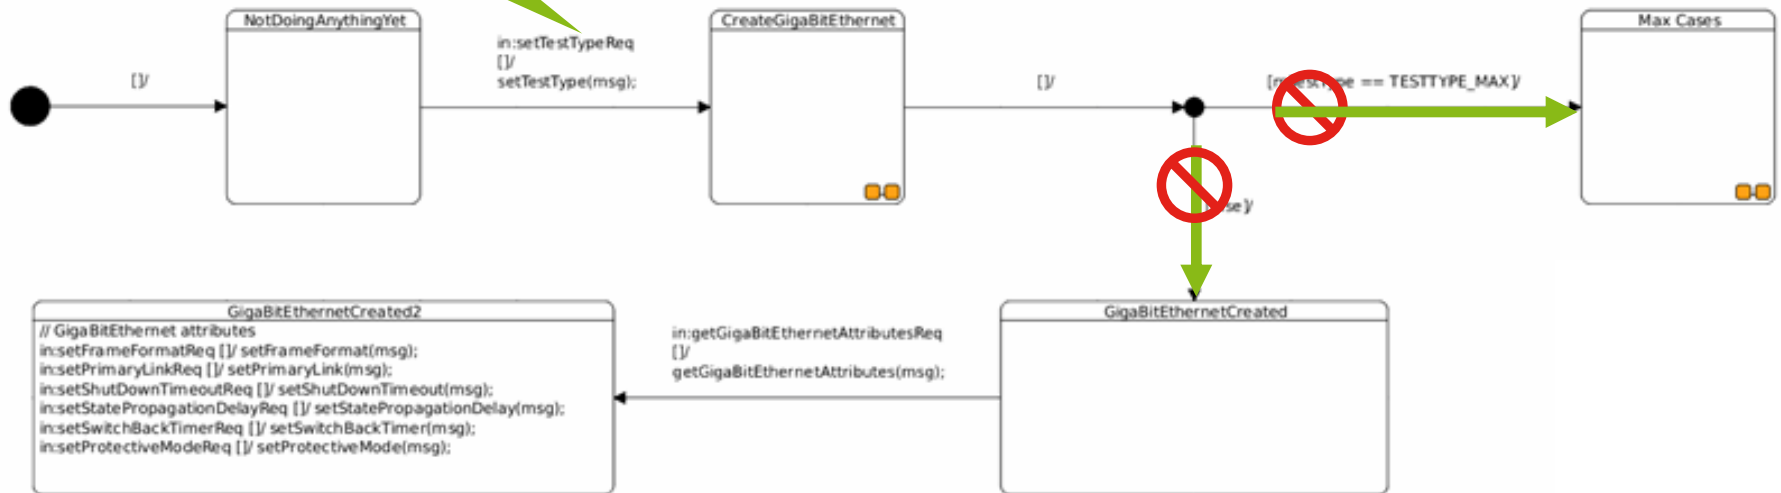 NotDoingAnythingYet
[]/
in:setTestTypeReq
[]/
setTestType(msg);
CreateGigaBitEthernet
[]/
== TESTTYPE_MAX]/
Max Cases
GigaBitEthernetCreated2
// GigaBitEthernet attributes
in:setFrameFormatReq []/ setFrameFormat(msg);
in:setPrimaryLinkReq []/ setPrimaryLink(msg);
in:setShutDownTimeoutReq []/ setShutDownTimeout(msg);
in:setStatePropagationDelayReq []/ setStatePropagationDelay(msg);
in:setSwitchBackTimerReq []/ setSwitchBackTimer(msg);
in:setProtectiveModeReq []/ setProtectiveMode(msg);
in:getGigaBitEthernetAttributesReq
[]/
getGigaBitEthernetAttributes(msg);
GigaBitEthernetCreated